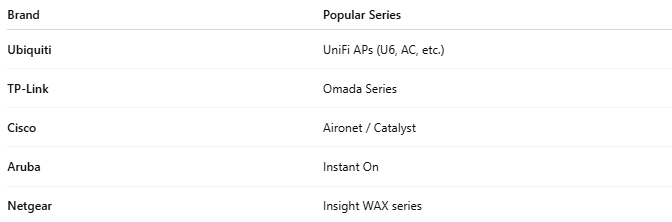 Brand Popular Series
Ubiquiti UniFi APs (U6, AC, etc.)
TP-Link Omada Series
Cisco Aironet / Catalyst
Aruba Instant On
Netgear Insight WAX series